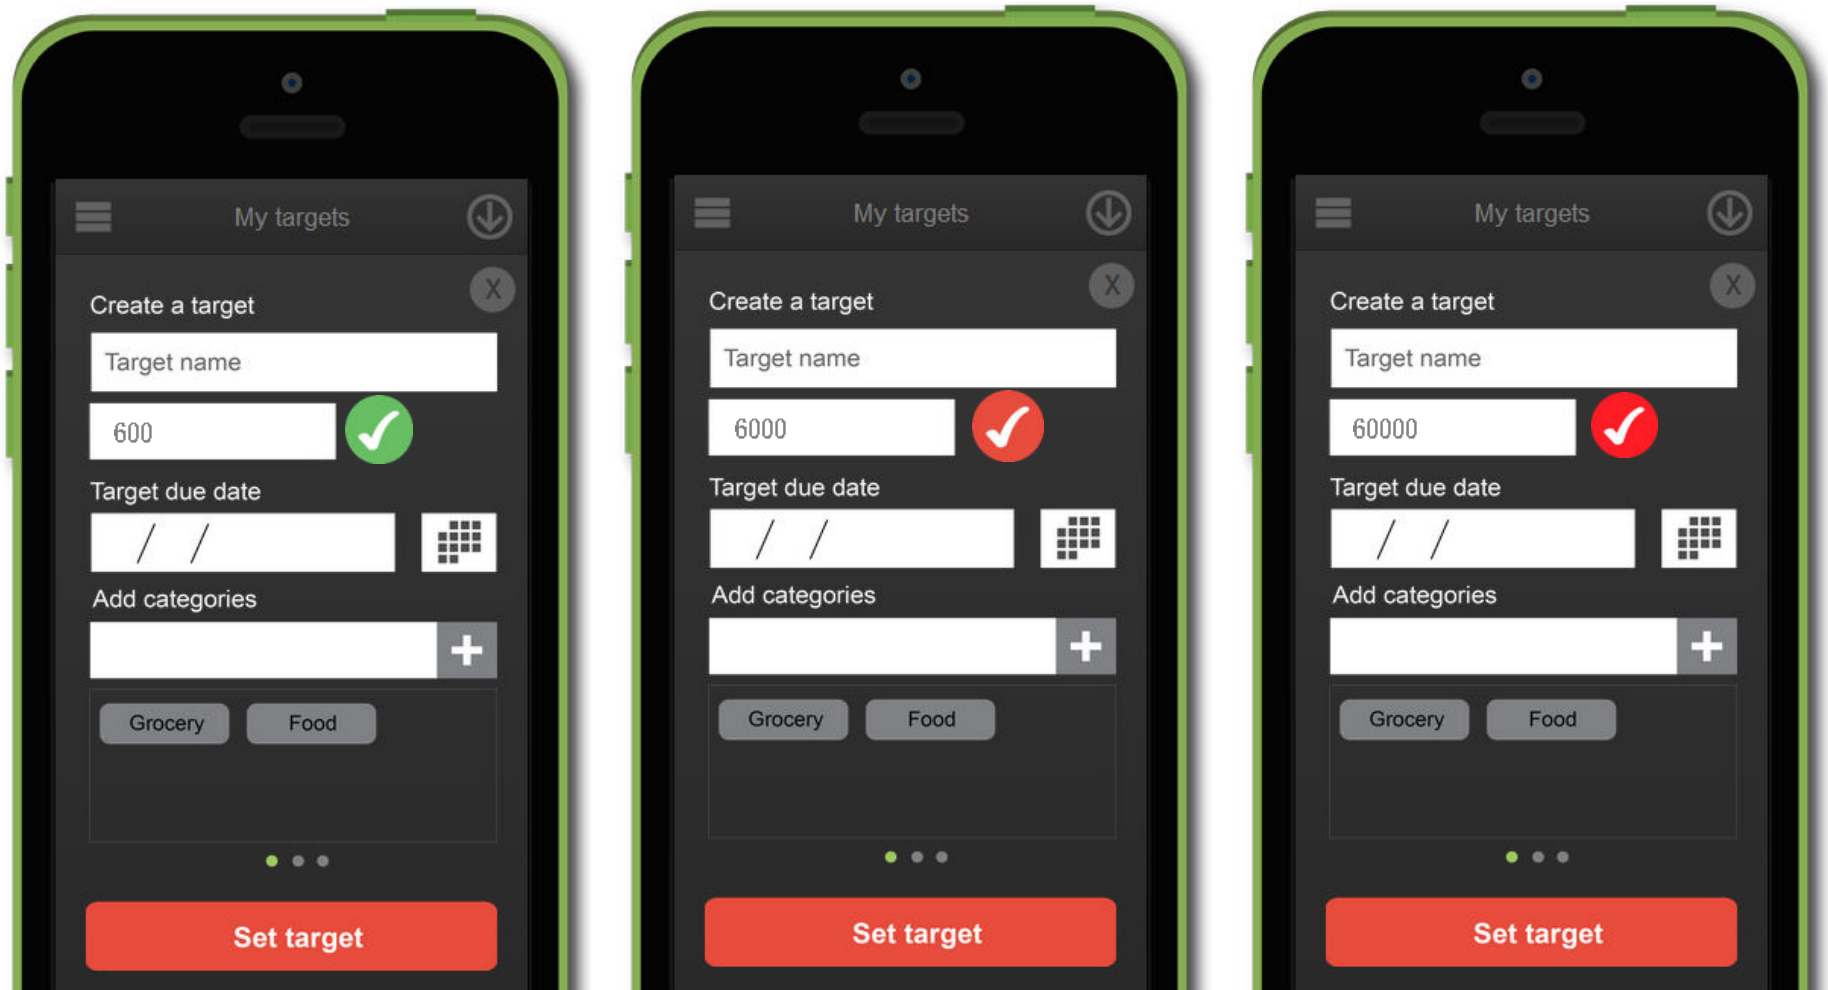 My targets
X
Create a target
Target name
600
Target due date
/ /
Add categories
+
Grocery Food
Set target
My targets
X
Create a target
Target name
6000
Target due date
/ /
Add categories
+
Grocery Food
Set target
My targets
X
Create a target
Target name
60000
Target due date
/ /
Add categories
+
Grocery Food
Set target